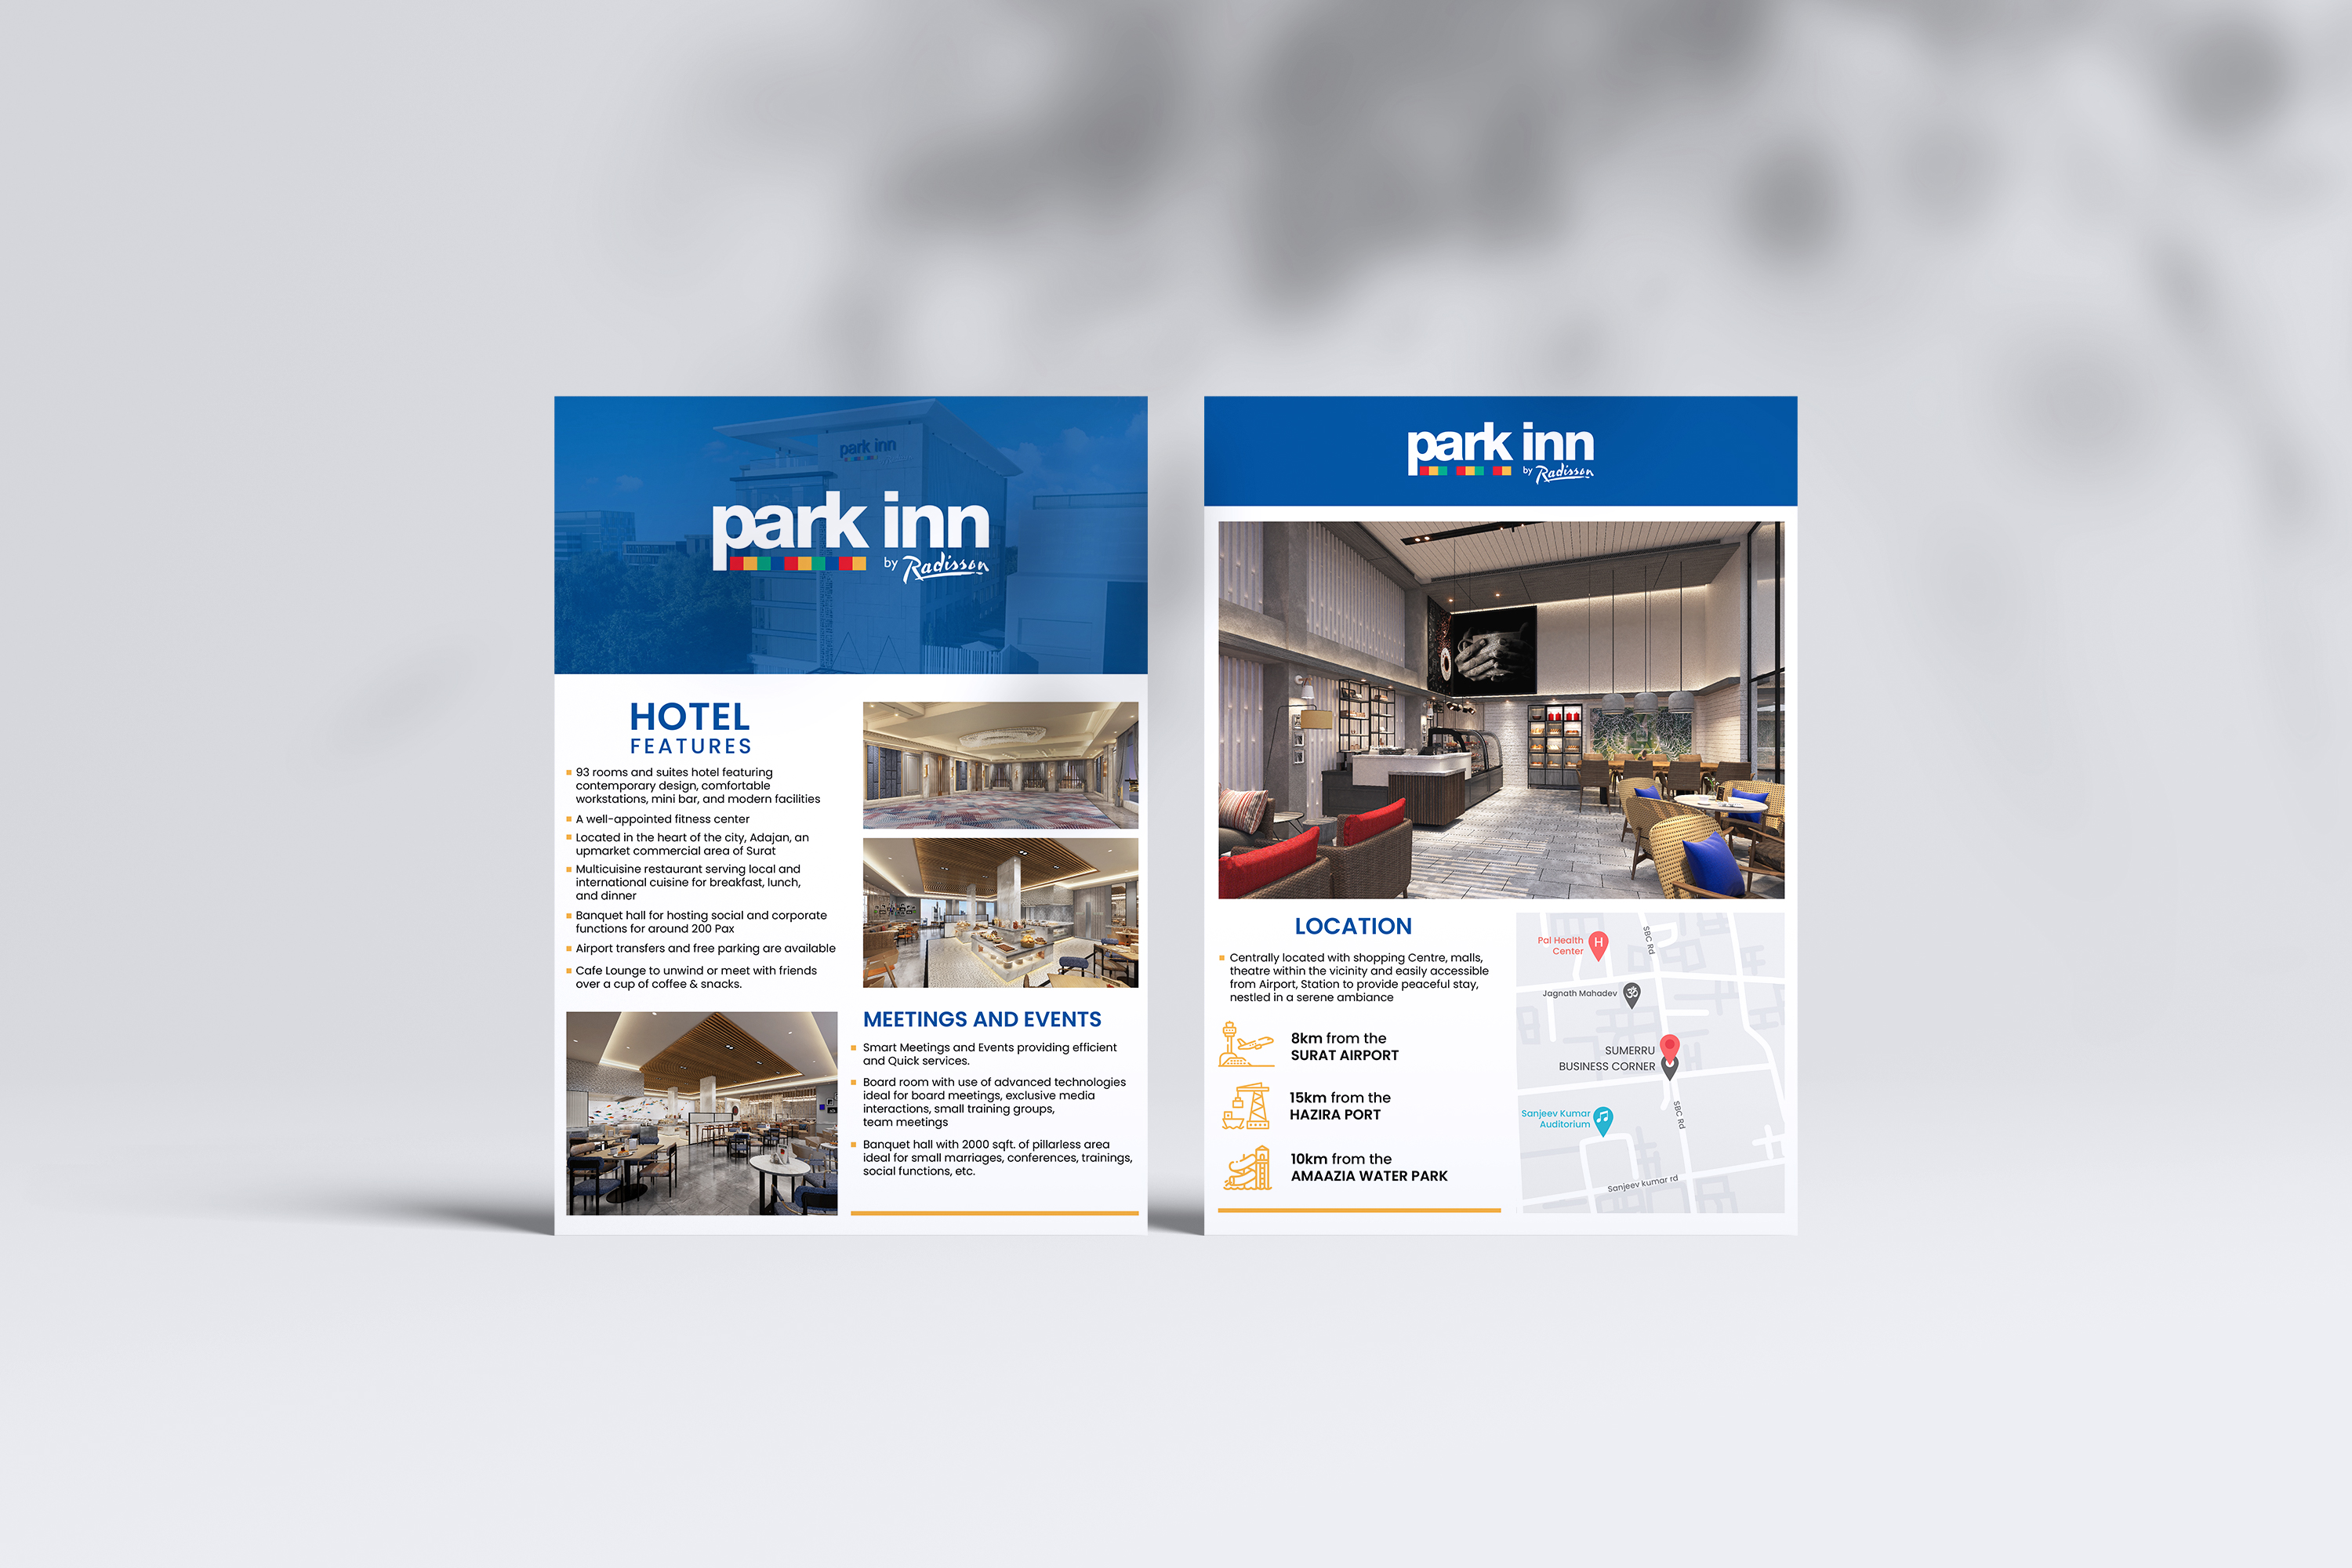 park inn
park inn
by Radisson
HOTEL
FEATURES
93 rooms and suites hotel featuring
contemporary design, comfortable
workstations, mini bar, and modern facilities
A well-appointed fitness center
Located in the heart of the city, Adajan, an
upmarket commercial area of Surat
Multicuisine restaurant serving local and
international cuisine for breakfast, lunch,
and dinner
Banquet hall for hosting social and corporate
functions for around 200 Pax
Airport transfers and free parking are available
Cafe Lounge to unwind or meet with friends
over a cup of coffee & snacks.
MEETINGS AND EVENTS
Smart Meetings and Events providing efficient
and Quick services.
Board room with use of advanced technologies
ideal for board meetings, exclusive media
interactions, small training groups,
team meetings
Banquet hall with 2000 sqft. of pillarless area
ideal for small marriages, conferences, trainings,
social functions, etc.
park inn
by Radisson
LOCATION
Centrally located with shopping Centre, malls,
theatre within the vicinity and easily accessible
from Airport, Station to provide peaceful stay,
nestled in a serene ambiance
8km from the
SURAT AIRPORT
15km from the
HAZIRA PORT
10km from the
AMAAZIA WATER PARK
SBC Rd
Pal Health
Center
H
Jagnath Mahadev
ॐ
SUMERRU
BUSINESS CORNER
SBC Rd
Sanjeev Kumar
Auditorium
Sanjeev kumar rd